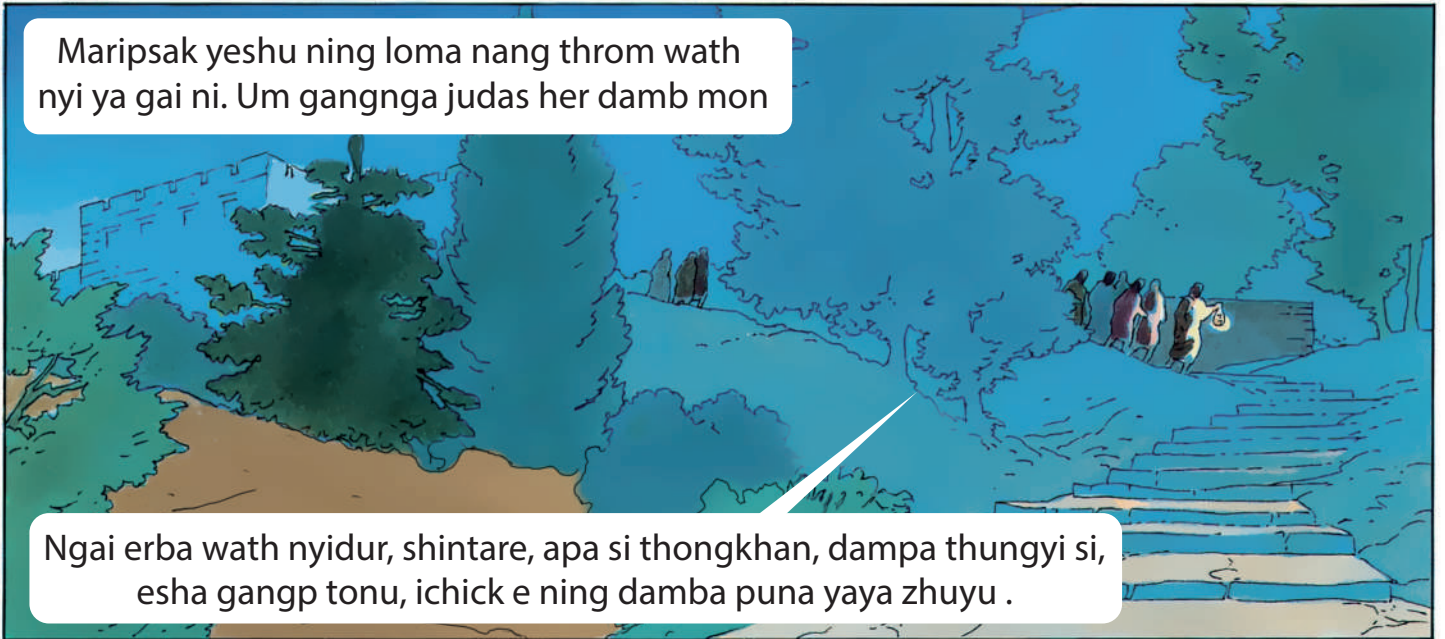 Maripsak yeshu ning loma nang throm wath
nyi ya gai ni. Um gangnga judas her damb mon
Ngai erba wath nyidur, shintare, apa si thongkhan, dampa thungyi si,
esha gangp tonu, ichick e ning damba puna yaya zhuyu .